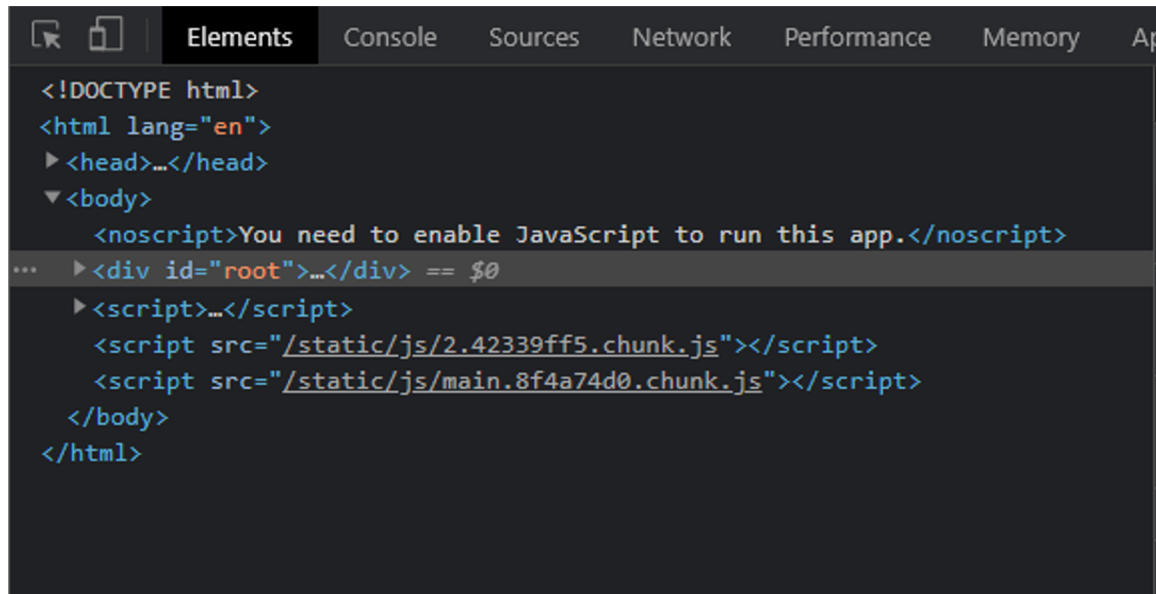 Elements Console Sources Network Performance Memory Ap
<!DOCTYPE html>
<html lang="en">
<head>…</head>
<body>
<noscript>You need to enable JavaScript to run this app.</noscript>
<div id="root">…</div> == $0
<script>…</script>
<script src="/static/js/2.42339ff5.chunk.js"></script>
<script src="/static/js/main.8f4a74d0.chunk.js"></script>
</body>
</html>